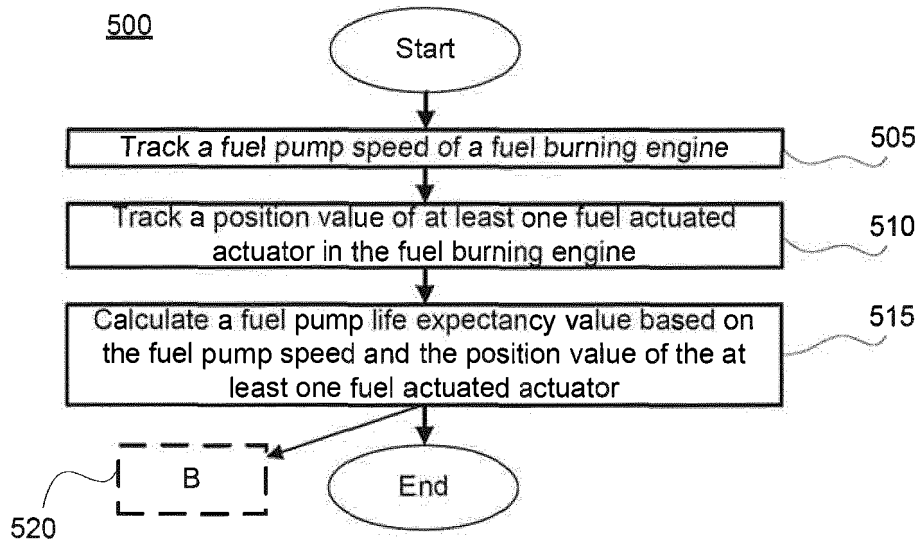 500
Start
Track a fuel pump speed of a fuel burning engine
505
Track a position value of at least one fuel actuated
actuator in the fuel burning engine
510
Calculate a fuel pump life expectancy value based on
the fuel pump speed and the position value of the at
least one fuel actuated actuator
515
B
End
520